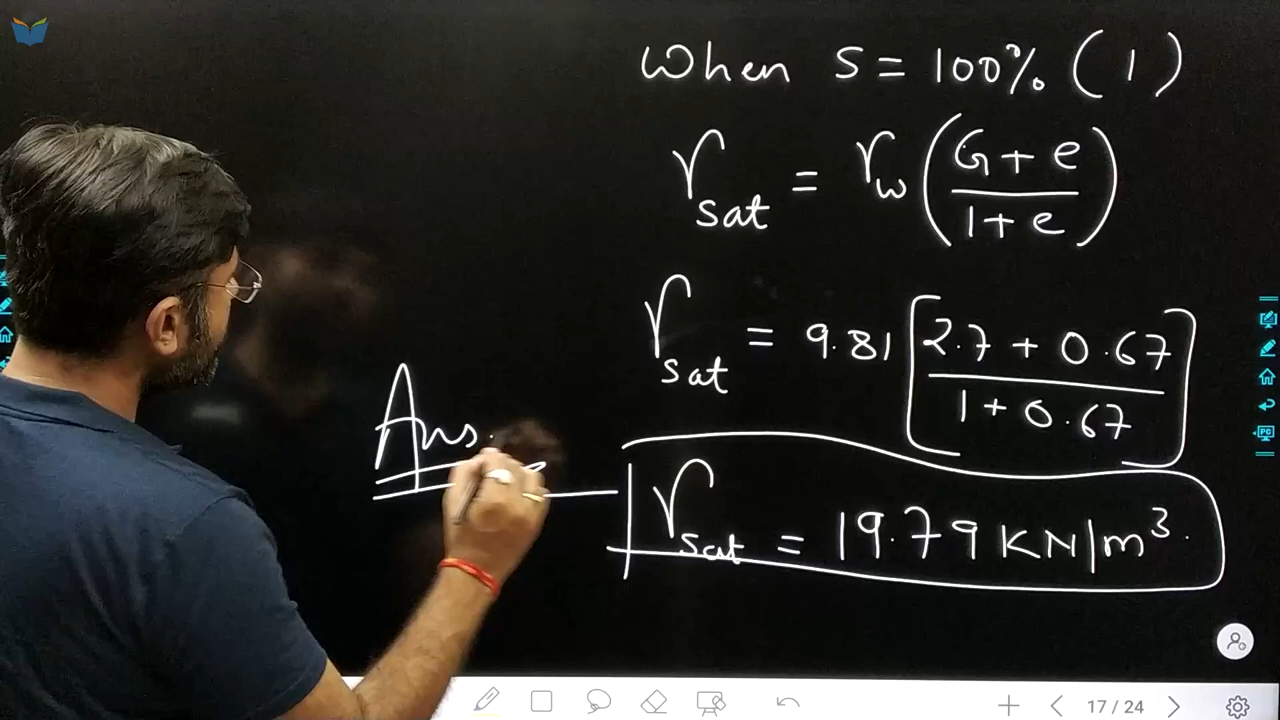 When S = 100% (1)
γsat = γw (G + e / 1 + e)
γsat = 9.81 [2.7 + 0.67 / 1 + 0.67]
Ans.
γsat = 19.79 KN/m³.
17 / 24